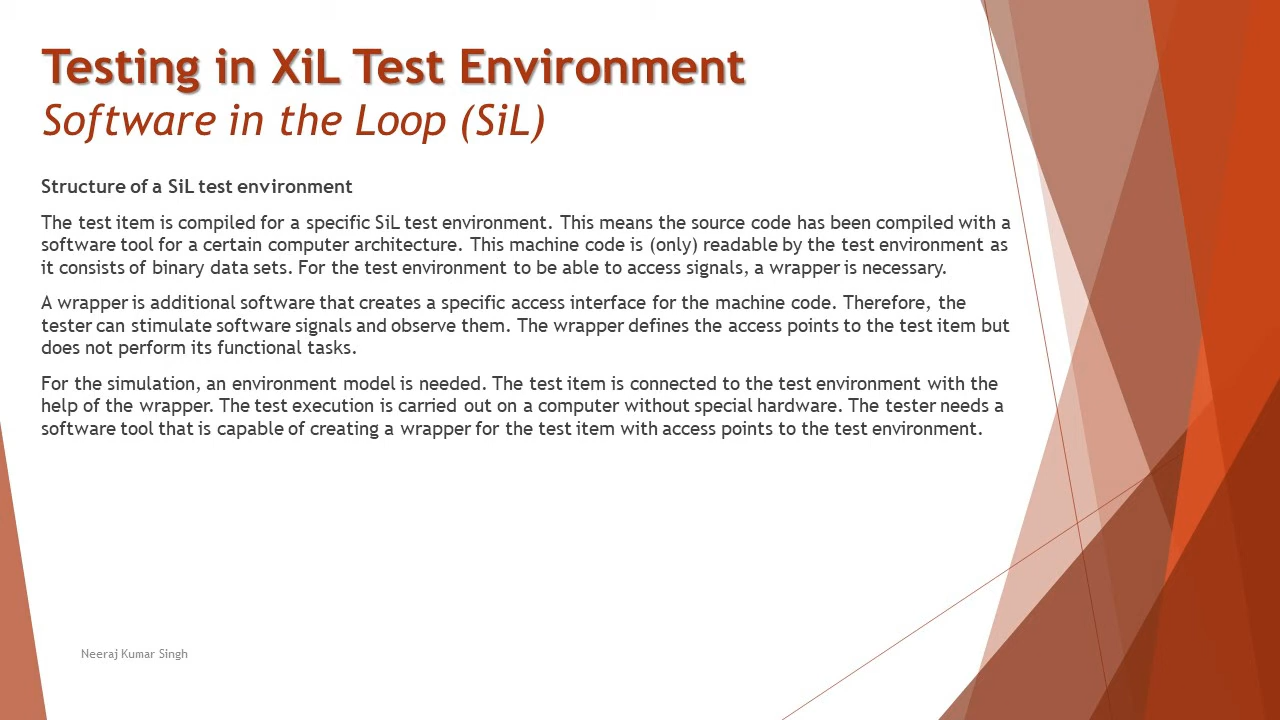 Testing in XiL Test Environment
Software in the Loop (SiL)
Structure of a SiL test environment
The test item is compiled for a specific SiL test environment. This means the source code has been compiled with a
software tool for a certain computer architecture. This machine code is (only) readable by the test environment as
it consists of binary data sets. For the test environment to be able to access signals, a wrapper is necessary.
A wrapper is additional software that creates a specific access interface for the machine code. Therefore, the
tester can stimulate software signals and observe them. The wrapper defines the access points to the test item but
does not perform its functional tasks.
For the simulation, an environment model is needed. The test item is connected to the test environment with the
help of the wrapper. The test execution is carried out on a computer without special hardware. The tester needs a
software tool that is capable of creating a wrapper for the test item with access points to the test environment.
Neeraj Kumar Singh